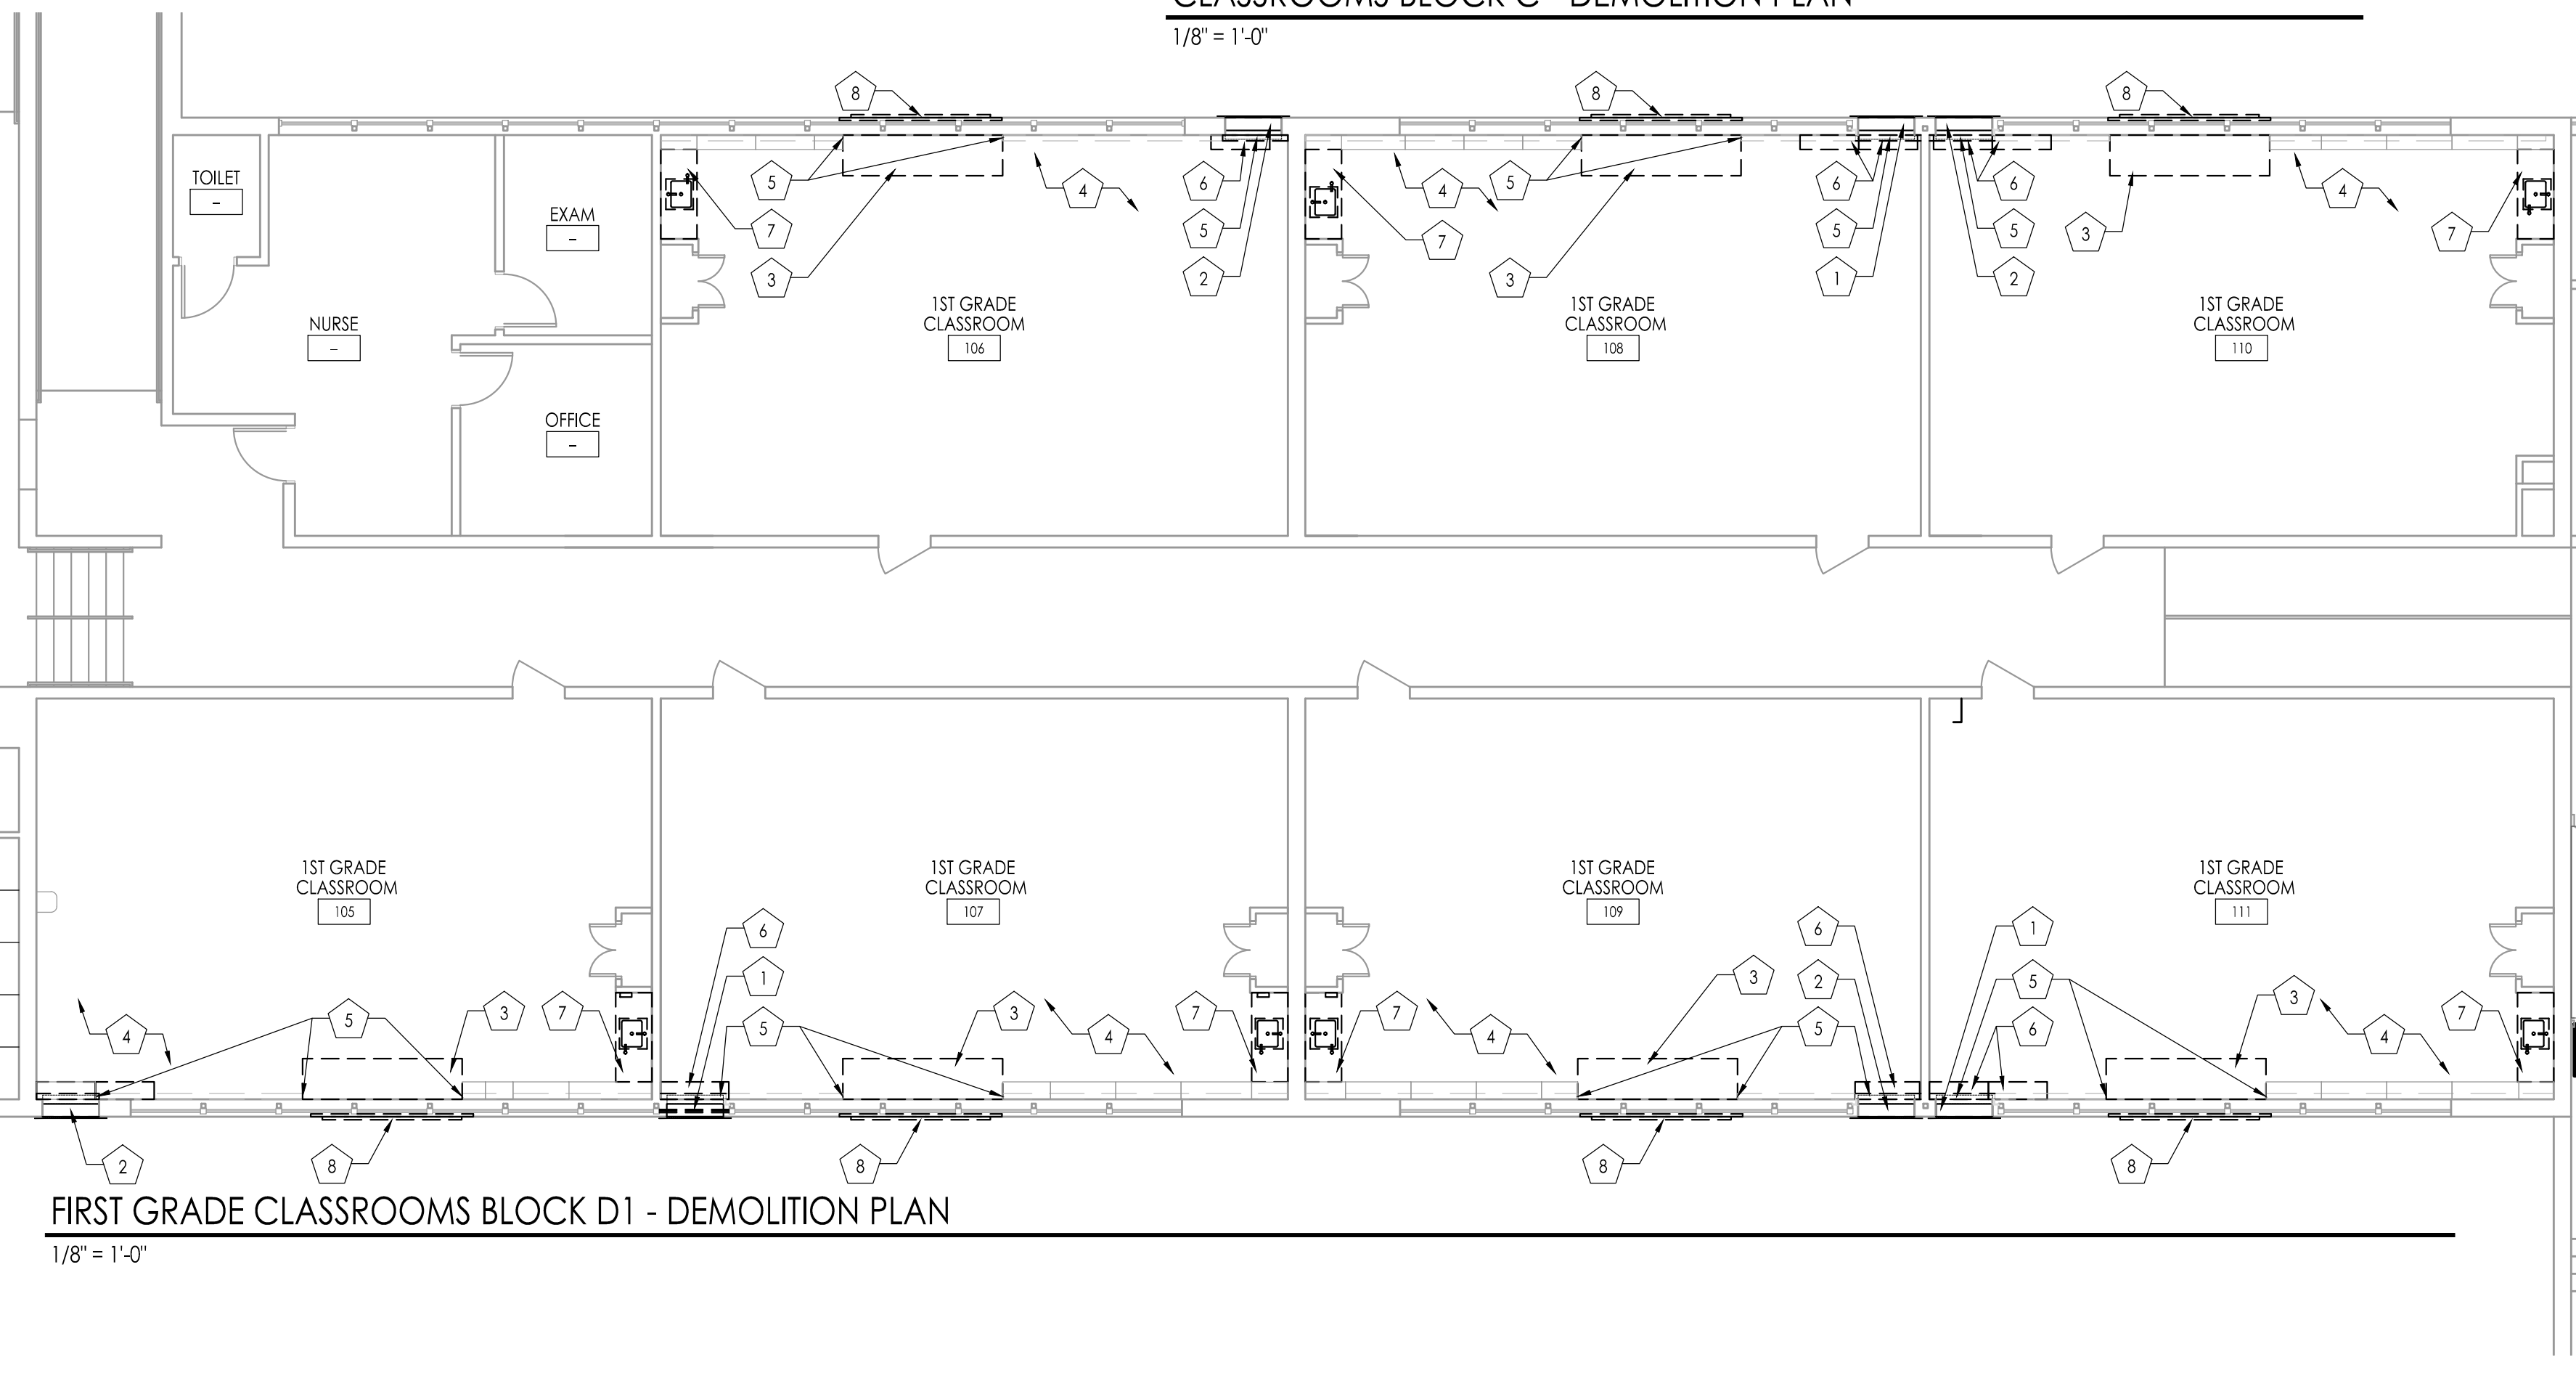 CLASSROOMS BLOCK C - DEMOLITION PLAN
1/8" = 1'-0"
8
8
8
TOILET
-
EXAM
-
NURSE
-
OFFICE
-
5
7
3
4
6
5
2
1ST GRADE
CLASSROOM
106
4
7
5
3
6
5
1
1ST GRADE
CLASSROOM
108
6
5
2
3
4
7
1ST GRADE
CLASSROOM
110
1ST GRADE
CLASSROOM
105
4
5
3
7
2
8
1ST GRADE
CLASSROOM
107
6
1
5
3
4
7
8
1ST GRADE
CLASSROOM
109
7
4
3
6
2
5
8
1ST GRADE
CLASSROOM
111
1
5
6
3
4
7
8
FIRST GRADE CLASSROOMS BLOCK D1 - DEMOLITION PLAN
1/8" = 1'-0"